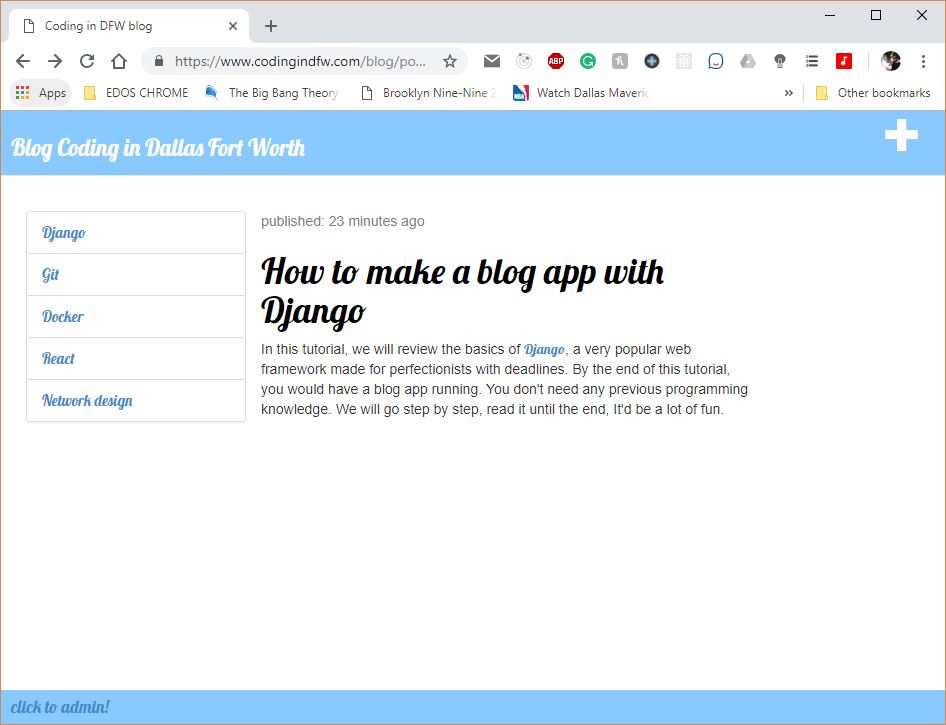 Coding in DFW blog
https://www.codingindfw.com/blog/po...
ABP
Apps
EDOS CHROME
The Big Bang Theory
Brooklyn Nine-Nine
NBA
Watch Dallas Maveric
»
Other bookmarks
Blog Coding in Dallas Fort Worth
published: 23 minutes ago
Django
Git
Docker
React
Network design
How to make a blog app with
Django
In this tutorial, we will review the basics of Django, a very popular web
framework made for perfectionists with deadlines. By the end of this tutorial,
you would have a blog app running. You don't need any previous programming
knowledge. We will go step by step, read it until the end, It'd be a lot of fun.
click to admin!